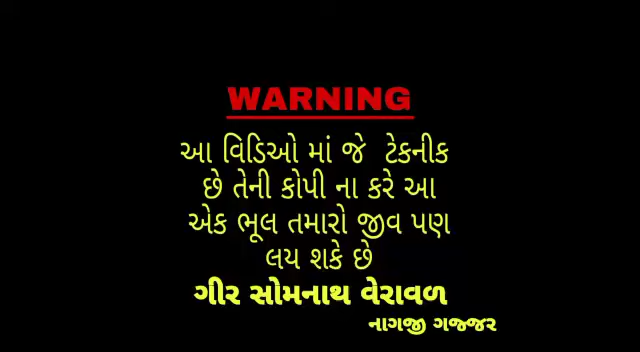 WARNING
આ વિડિઓ માં જે ટેકનીક
છે તેની કોપી ના કરે આ
એક ભૂલ તમારો જીવ પણ
લય શકે છે
ગીર સોમનાથ વેરાવળ
નાગજી ગજ્જર